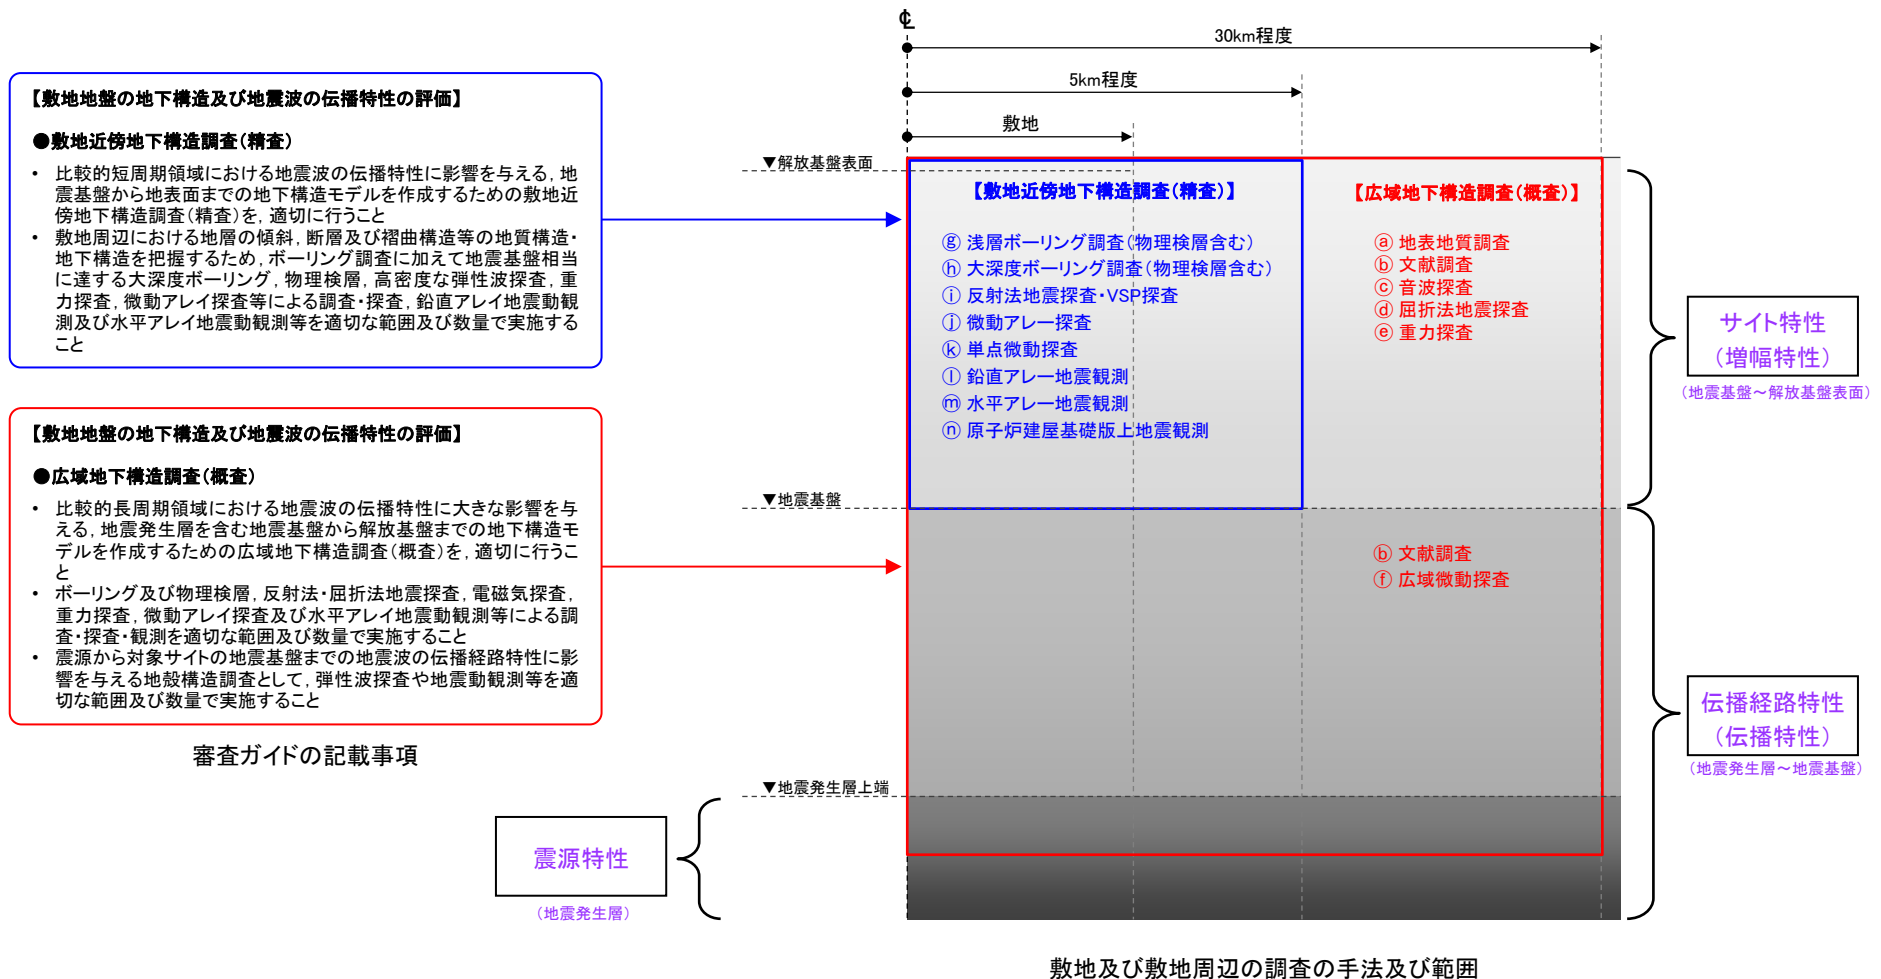 【敷地地盤の地下構造及び地震波の伝播特性の評価】
●敷地近傍地下構造調査(精査)
• 比較的短周期領域における地震波の伝播特性に影響を与える，地
震基盤から地表面までの地下構造モデルを作成するための敷地近
傍地下構造調査(精査)を，適切に行うこと
• 敷地周辺における地層の傾斜，断層及び褶曲構造等の地質構造・
地下構造を把握するため，ボーリング調査に加えて地震基盤相当
に達する大深度ボーリング，物理検層，高密度な弾性波探査，重
力探査，微動アレイ探査等による調査・探査，鉛直アレイ地震動観
測及び水平アレイ地震動観測等を適切な範囲及び数量で実施する
こと
【敷地地盤の地下構造及び地震波の伝播特性の評価】
●広域地下構造調査(概査)
• 比較的長周期領域における地震波の伝播特性に大きな影響を与
える，地震発生層を含む地震基盤から解放基盤までの地下構造モ
デルを作成するための広域地下構造調査(概査)を，適切に行うこ
と
• ボーリング及び物理検層，反射法・屈折法地震探査，電磁気探査，
重力探査，微動アレイ探査及び水平アレイ地震動観測等による調
査・探査・観測を適切な範囲及び数量で実施すること
• 震源から対象サイトの地震基盤までの地震波の伝播経路特性に影
響を与える地殻構造調査として，弾性波探査や地震動観測等を適
切な範囲及び数量で実施すること
審査ガイドの記載事項
℄
30km程度
5km程度
敷地
▼解放基盤表面
【敷地近傍地下構造調査(精査)】
ⓖ 浅層ボーリング調査(物理検層含む)
ⓗ 大深度ボーリング調査(物理検層含む)
ⓘ 反射法地震探査・VSP探査
ⓙ 微動アレー探査
ⓚ 単点微動探査
ⓛ 鉛直アレー地震観測
ⓜ 水平アレー地震観測
ⓝ 原子炉建屋基礎版上地震観測
【広域地下構造調査(概査)】
ⓐ 地表地質調査
ⓑ 文献調査
ⓒ 音波探査
ⓓ 屈折法地震探査
ⓔ 重力探査
▼地震基盤
ⓑ 文献調査
ⓕ 広域微動探査
▼地震発生層上端
サイト特性
(増幅特性)
(地震基盤～解放基盤表面)
伝播経路特性
(伝播特性)
(地震発生層～地震基盤)
震源特性
(地震発生層)
敷地及び敷地周辺の調査の手法及び範囲